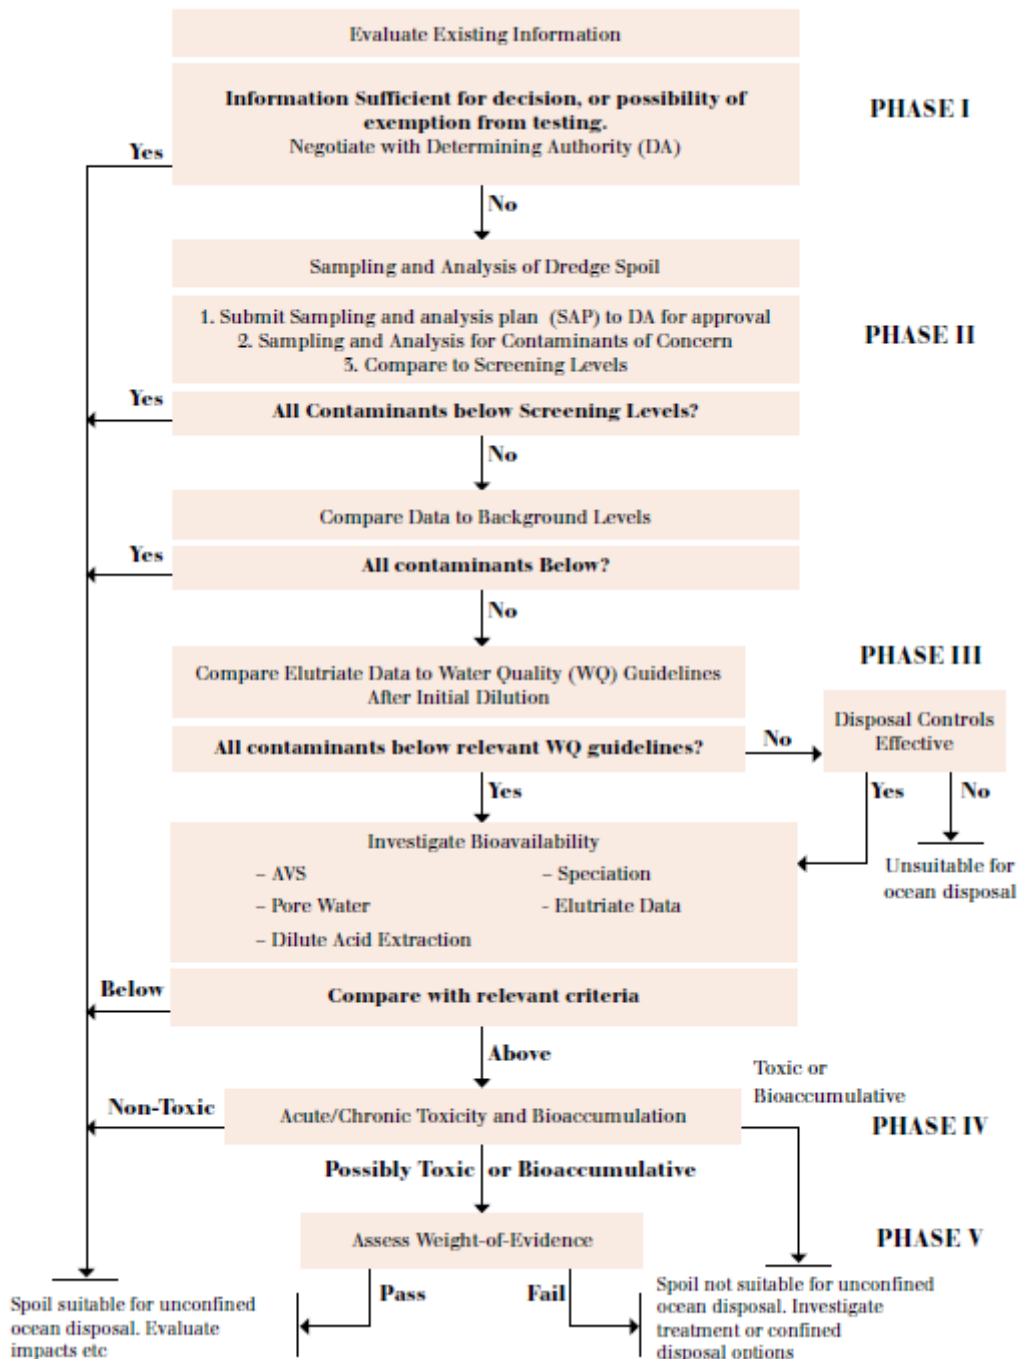 Evaluate Existing Information
Information Sufficient for decision, or possibility of
exemption from testing.
Negotiate with Determining Authority (DA)
PHASE I
Yes
No
Sampling and Analysis of Dredge Spoil
1. Submit Sampling and analysis plan (SAP) to DA for approval
2. Sampling and Analysis for Contaminants of Concern
3. Compare to Screening Levels
PHASE II
Yes
All Contaminants below Screening Levels?
No
Compare Data to Background Levels
Yes
All contaminants Below?
No
PHASE III
Compare Elutriate Data to Water Quality (WQ) Guidelines
After Initial Dilution
Disposal Controls
Effective
All contaminants below relevant WQ guidelines?
No
Yes
Yes
No
Investigate Bioavailability
– AVS
– Speciation
– Pore Water
- Elutriate Data
– Dilute Acid Extraction
Unsuitable for
ocean disposal
Below
Compare with relevant criteria
Above
Toxic or
Bioaccumulative
Non-Toxic
Acute/Chronic Toxicity and Bioaccumulation
PHASE IV
Possibly Toxic or Bioaccumulative
Assess Weight-of-Evidence
PHASE V
Pass
Fail
Spoil suitable for unconfined
ocean disposal. Evaluate
impacts etc
Spoil not suitable for unconfined
ocean disposal. Investigate
treatment or confined
disposal options